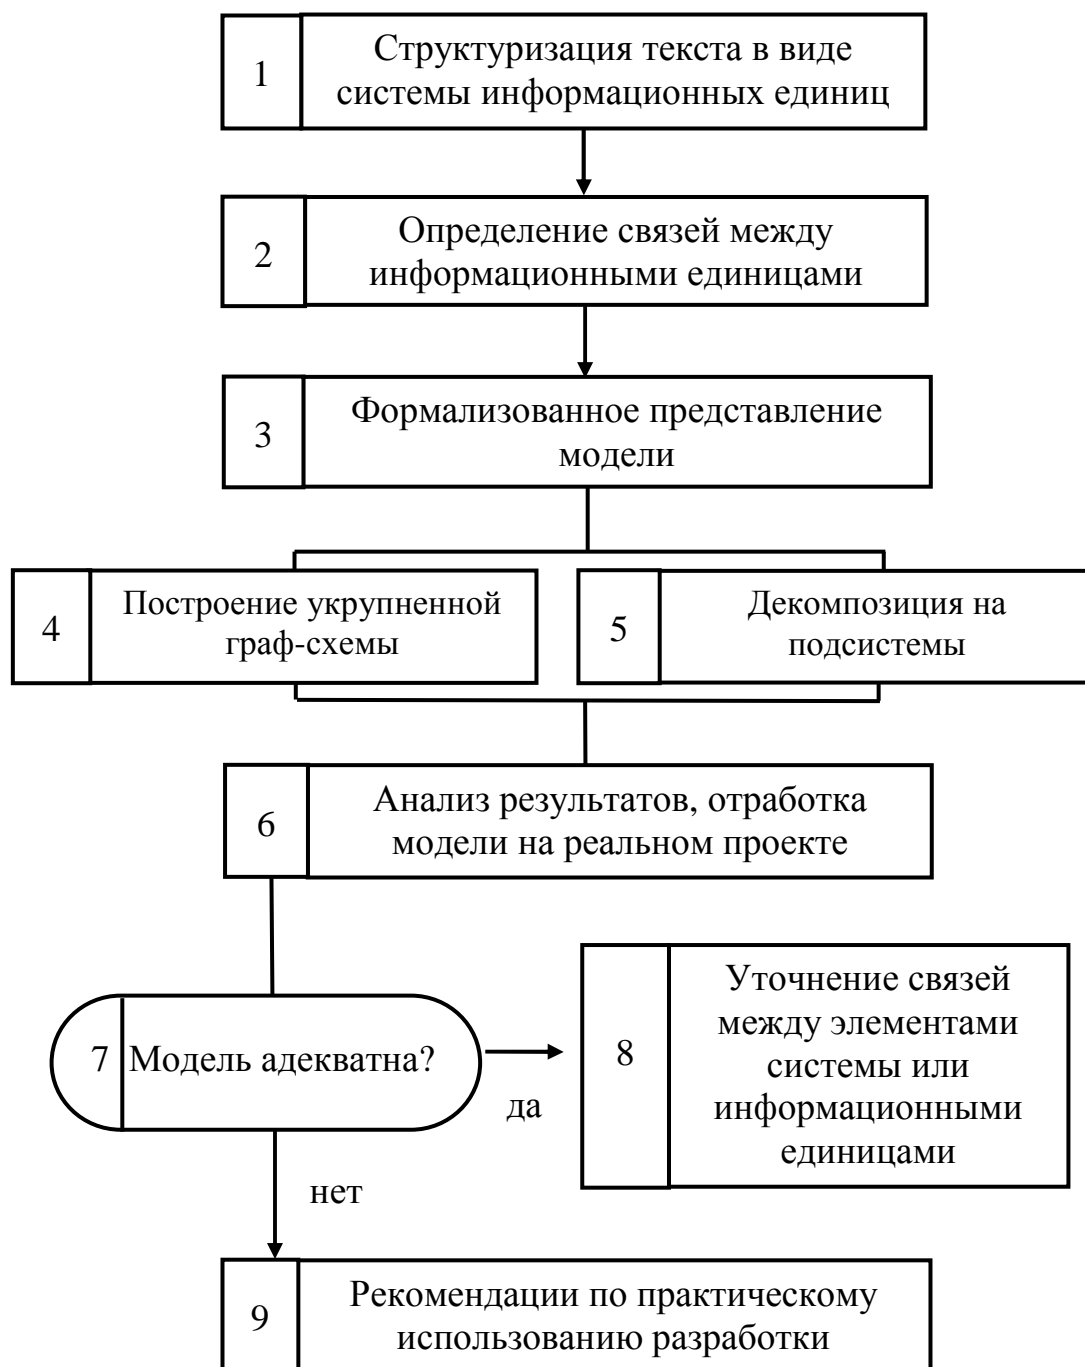 1
Структуризация текста в виде
системы информационных единиц
2
Определение связей между
информационными единицами
3
Формализованное представление
модели
4
Построение укрупненной
граф-схемы
5
Декомпозиция на
подсистемы
6
Анализ результатов, отработка
модели на реальном проекте
7 Модель адекватна?
да
8
Уточнение связей
между элементами
системы или
информационными
единицами
нет
9
Рекомендации по практическому
использованию разработки